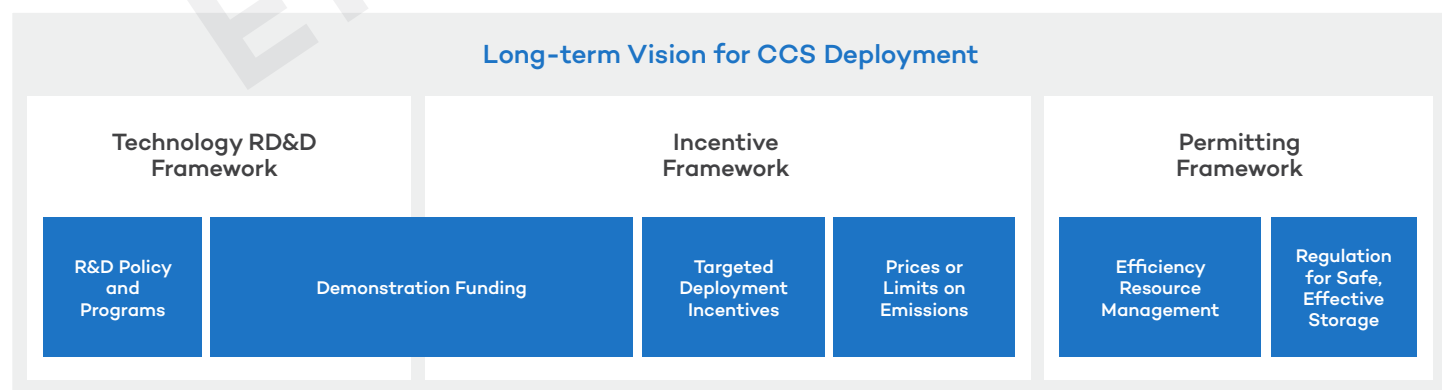 Long-term Vision for CCS Deployment
Technology RD&D
Framework
Incentive
Framework
Permitting
Framework
R&D Policy
and
Programs
Demonstration Funding
Targeted
Deployment
Incentives
Prices or
Limits on
Emissions
Efficiency
Resource
Management
Regulation
for Safe,
Effective
Storage